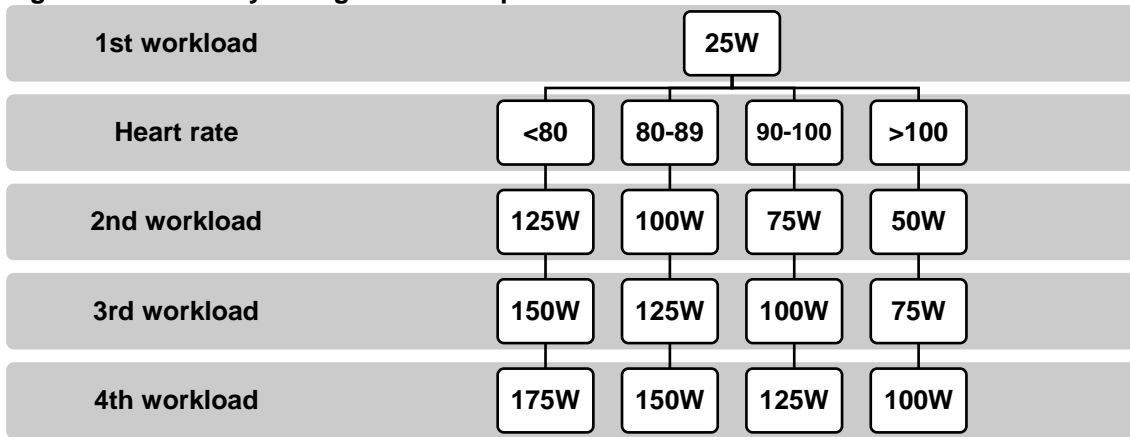 1st workload 25W
Heart rate <80 80-89 90-100 >100
2nd workload 125W 100W 75W 50W
3rd workload 150W 125W 100W 75W
4th workload 175W 150W 125W 100W